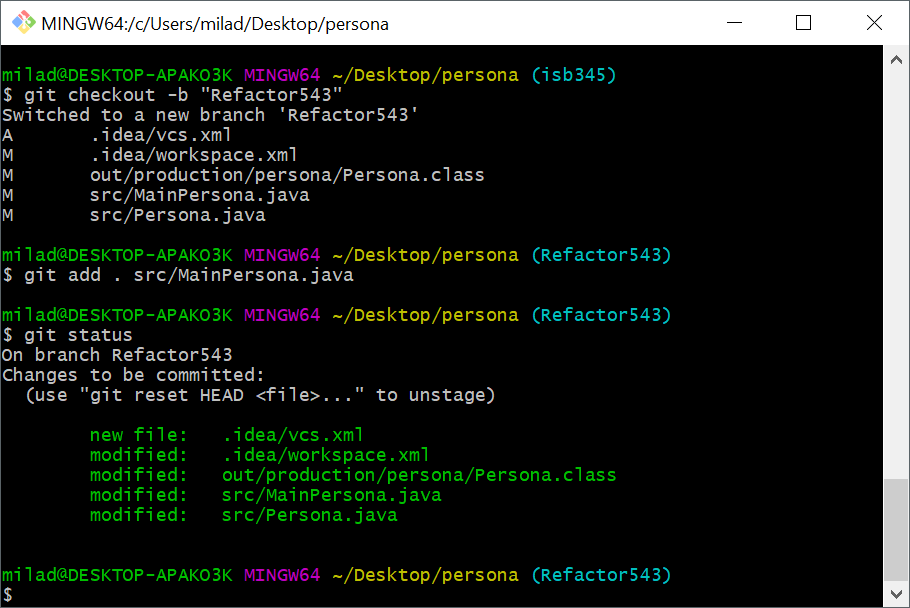 MINGW64:/c/Users/milad/Desktop/persona
milad@DESKTOP-APAKO3K MINGW64 ~/Desktop/persona (isb345)
$ git checkout -b "Refactor543"
Switched to a new branch 'Refactor543'
A       .idea/vcs.xml
M       .idea/workspace.xml
M       out/production/persona/Persona.class
M       src/MainPersona.java
M       src/Persona.java
milad@DESKTOP-APAKO3K MINGW64 ~/Desktop/persona (Refactor543)
$ git add . src/MainPersona.java
milad@DESKTOP-APAKO3K MINGW64 ~/Desktop/persona (Refactor543)
$ git status
On branch Refactor543
Changes to be committed:
  (use "git reset HEAD <file>..." to unstage)
        new file:   .idea/vcs.xml
        modified:   .idea/workspace.xml
        modified:   out/production/persona/Persona.class
        modified:   src/MainPersona.java
        modified:   src/Persona.java
milad@DESKTOP-APAKO3K MINGW64 ~/Desktop/persona (Refactor543)
$